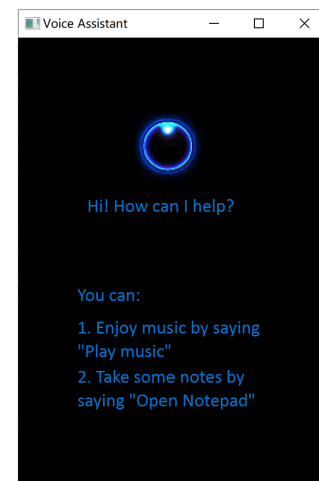 Voice Assistant
Hi! How can I help?
You can:
1. Enjoy music by saying
"Play music"
2. Take some notes by
saying "Open Notepad"